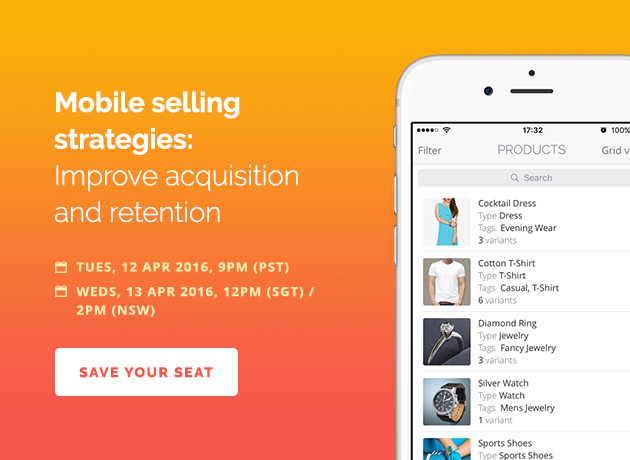 Mobile selling
strategies:
Improve acquisition
and retention
TUES, 12 APR 2016, 9PM (PST)
WEDS, 13 APR 2016, 12PM (SGT) /
2PM (NSW)
SAVE YOUR SEAT
17:32
100%
Filter
PRODUCTS
Grid v
Search
Cocktail Dress
Type Dress
Tags Evening Wear
3 variants
Cotton T-Shirt
Type T-Shirt
Tags Casual, T-Shirt
6 variants
Diamond Ring
Type Jewelry
Tags Fancy Jewelry
3 variants
Silver Watch
Type Watch
Tags Mens Jewelry
1 variant
Sports Shoes
Type Sports Shoes